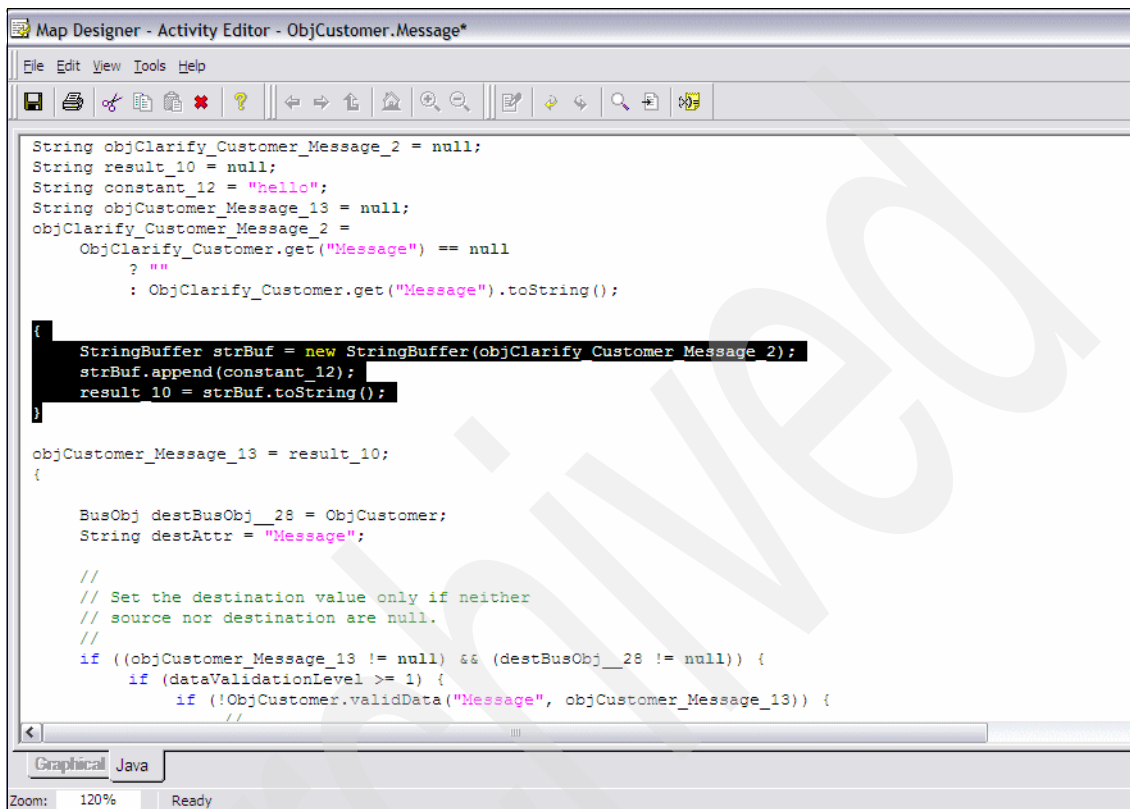 Map Designer - Activity Editor - ObjCustomer.Message*
File Edit View Tools Help
String objClarify_Customer_Message_2 = null;
String result_10 = null;
String constant_12 = "hello";
String objCustomer_Message_13 = null;
objClarify_Customer_Message_2 =
ObjClarify_Customer.get("Message") == null
? ""
: ObjClarify_Customer.get("Message").toString();
{
StringBuffer strBuf = new StringBuffer(objClarify_Customer_Message_2);
strBuf.append(constant_12);
result_10 = strBuf.toString();
}
objCustomer_Message_13 = result_10;
{
BusObj destBusObj__28 = ObjCustomer;
String destAttr = "Message";
//
// Set the destination value only if neither
// source nor destination are null.
//
if ((objCustomer_Message_13 != null) && (destBusObj__28 != null)) {
if (dataValidationLevel >= 1) {
if (!ObjCustomer.validData("Message", objCustomer_Message_13)) {
//
Graphical Java
Zoom: 120% Ready